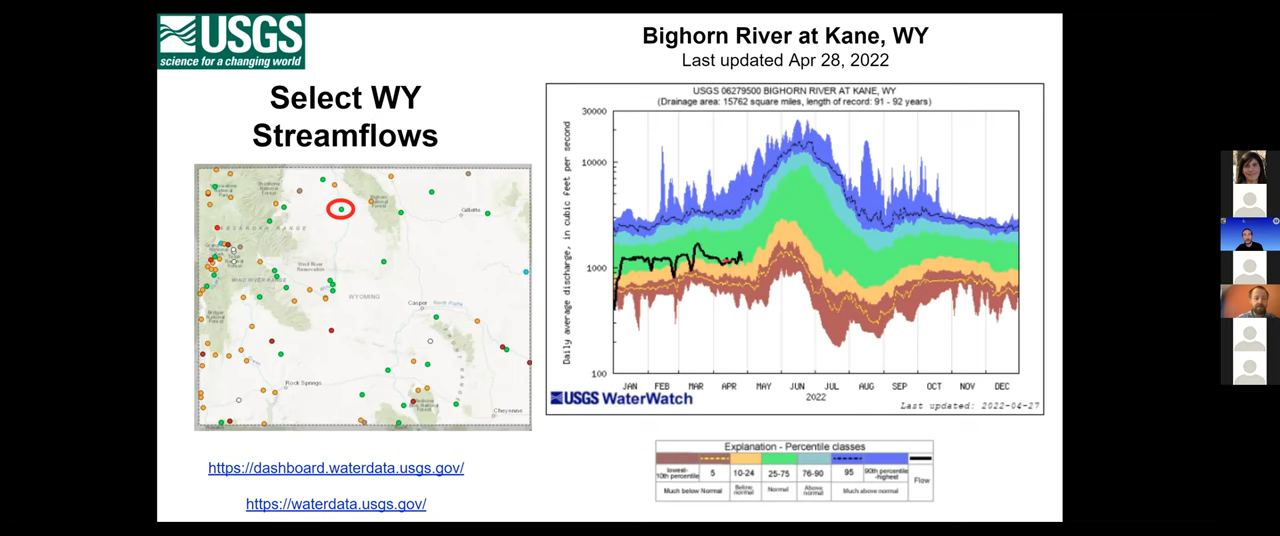 USGS
science for a changing world
Select WY
Streamflows
Gillette
WIND RIVER RANGE
WYOMING
Casper
Rock Springs
Cheyenne
https://dashboard.waterdata.usgs.gov/
https://waterdata.usgs.gov/
Bighorn River at Kane, WY
Last updated Apr 28, 2022
USGS 06279500 BIGHORN RIVER AT KANE, WY
(Drainage area: 15762 square miles, length of record: 91 - 92 years)
Daily average discharge, in cubic feet per second
30000
10000
1000
100
JAN FEB MAR APR MAY JUN JUL AUG SEP OCT NOV DEC
2022
USGS WaterWatch
Last updated: 2022-04-27
Explanation - Percentile classes
lowest-
10th percentile
5
10-24
25-75
76-90
95
90th percentile
-highest
Flow
Much below Normal
Below
normal
Normal
Above
normal
Much above normal